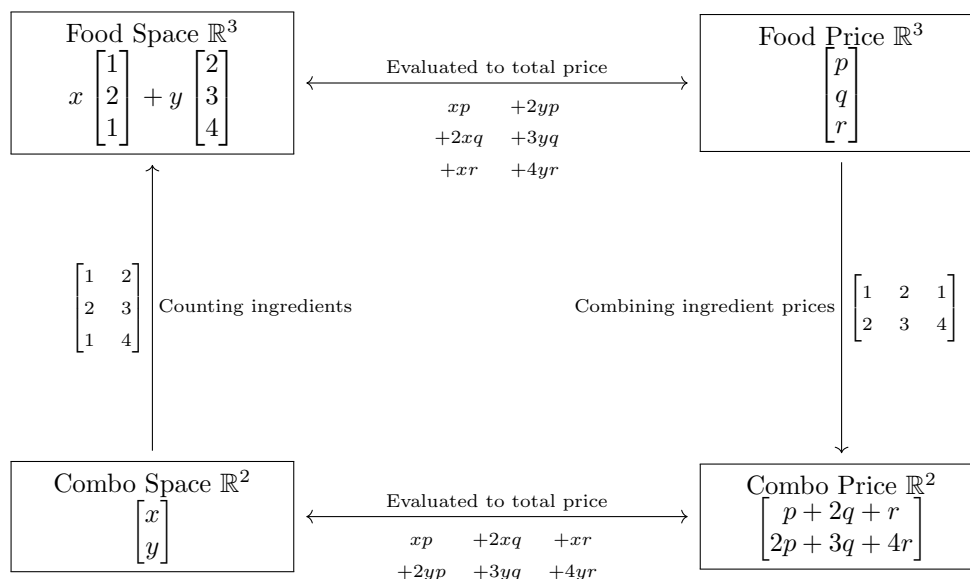 Food Space ℝ³
x [1 2 1] + y [2 3 4]
Evaluated to total price
xp +2yp
+2xq +3yq
+xr +4yr
Food Price ℝ³
[p q r]
[1 2
2 3
1 4]
Counting ingredients
Combining ingredient prices
[1 2 1
2 3 4]
Combo Space ℝ²
[x y]
Evaluated to total price
xp +2xq +xr
+2yp +3yq +4yr
Combo Price ℝ²
[p + 2q + r
2p + 3q + 4r]